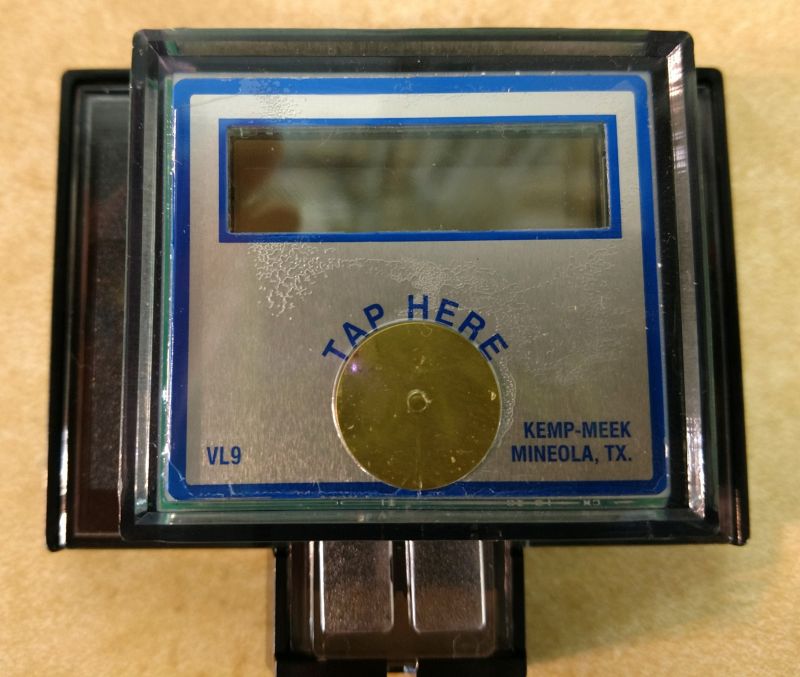 TAP HERE
VL9
KEMP-MEEK
MINEOLA, TX.